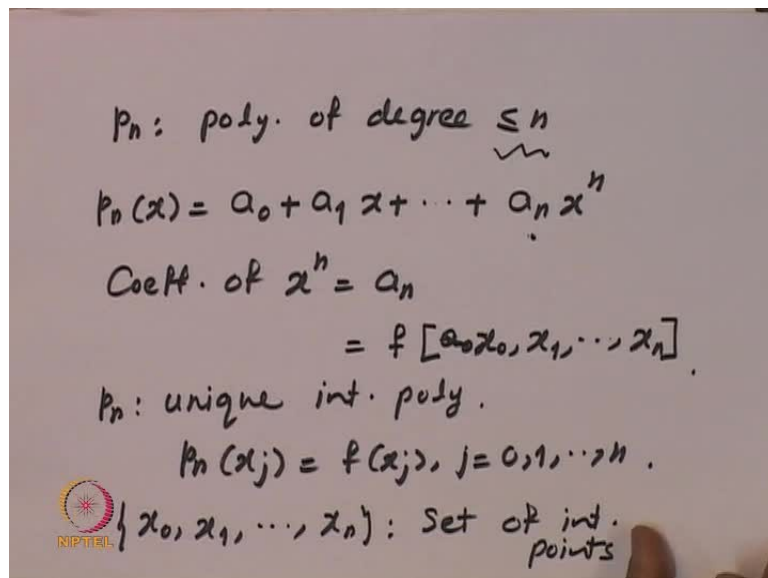 Pn: poly. of degree ≤ n
Pn(x) = a0 + a1 x + ··· + an x^n
Coeff. of x^n = an
= f [x0, x1, ··, xn].
Pn: unique int. poly.
Pn(xj) = f(xj), j = 0, 1, ··, n.
{x0, x1, ···, xn}: Set of int.
points
NPTEL